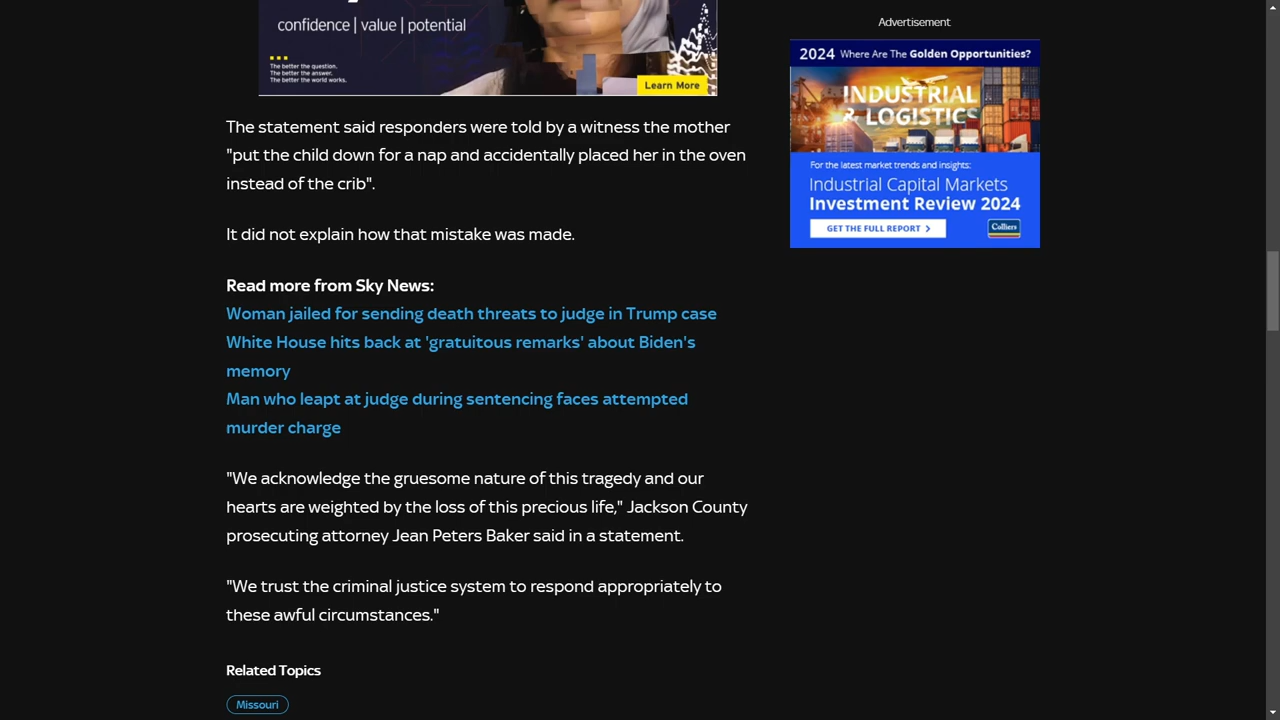 confidence | value | potential
The better the question.
The better the answer.
The better the world works.
Learn More
The statement said responders were told by a witness the mother
"put the child down for a nap and accidentally placed her in the oven
instead of the crib".
It did not explain how that mistake was made.
Read more from Sky News:
Woman jailed for sending death threats to judge in Trump case
White House hits back at 'gratuitous remarks' about Biden's
memory
Man who leapt at judge during sentencing faces attempted
murder charge
"We acknowledge the gruesome nature of this tragedy and our
hearts are weighted by the loss of this precious life," Jackson County
prosecuting attorney Jean Peters Baker said in a statement.
"We trust the criminal justice system to respond appropriately to
these awful circumstances."
Related Topics
Missouri
Advertisement
2024 Where Are The Golden Opportunities?
INDUSTRIAL
& LOGISTICS
For the latest market trends and insights:
Industrial Capital Markets
Investment Review 2024
GET THE FULL REPORT >
Colliers